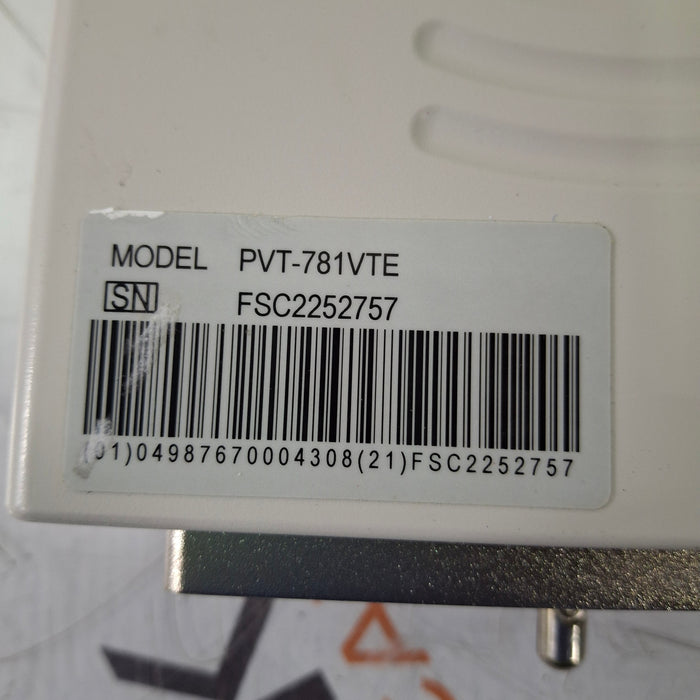 MODEL PVT-781VTE
SN FSC2252757
(01)04987670004308(21)FSC2252757